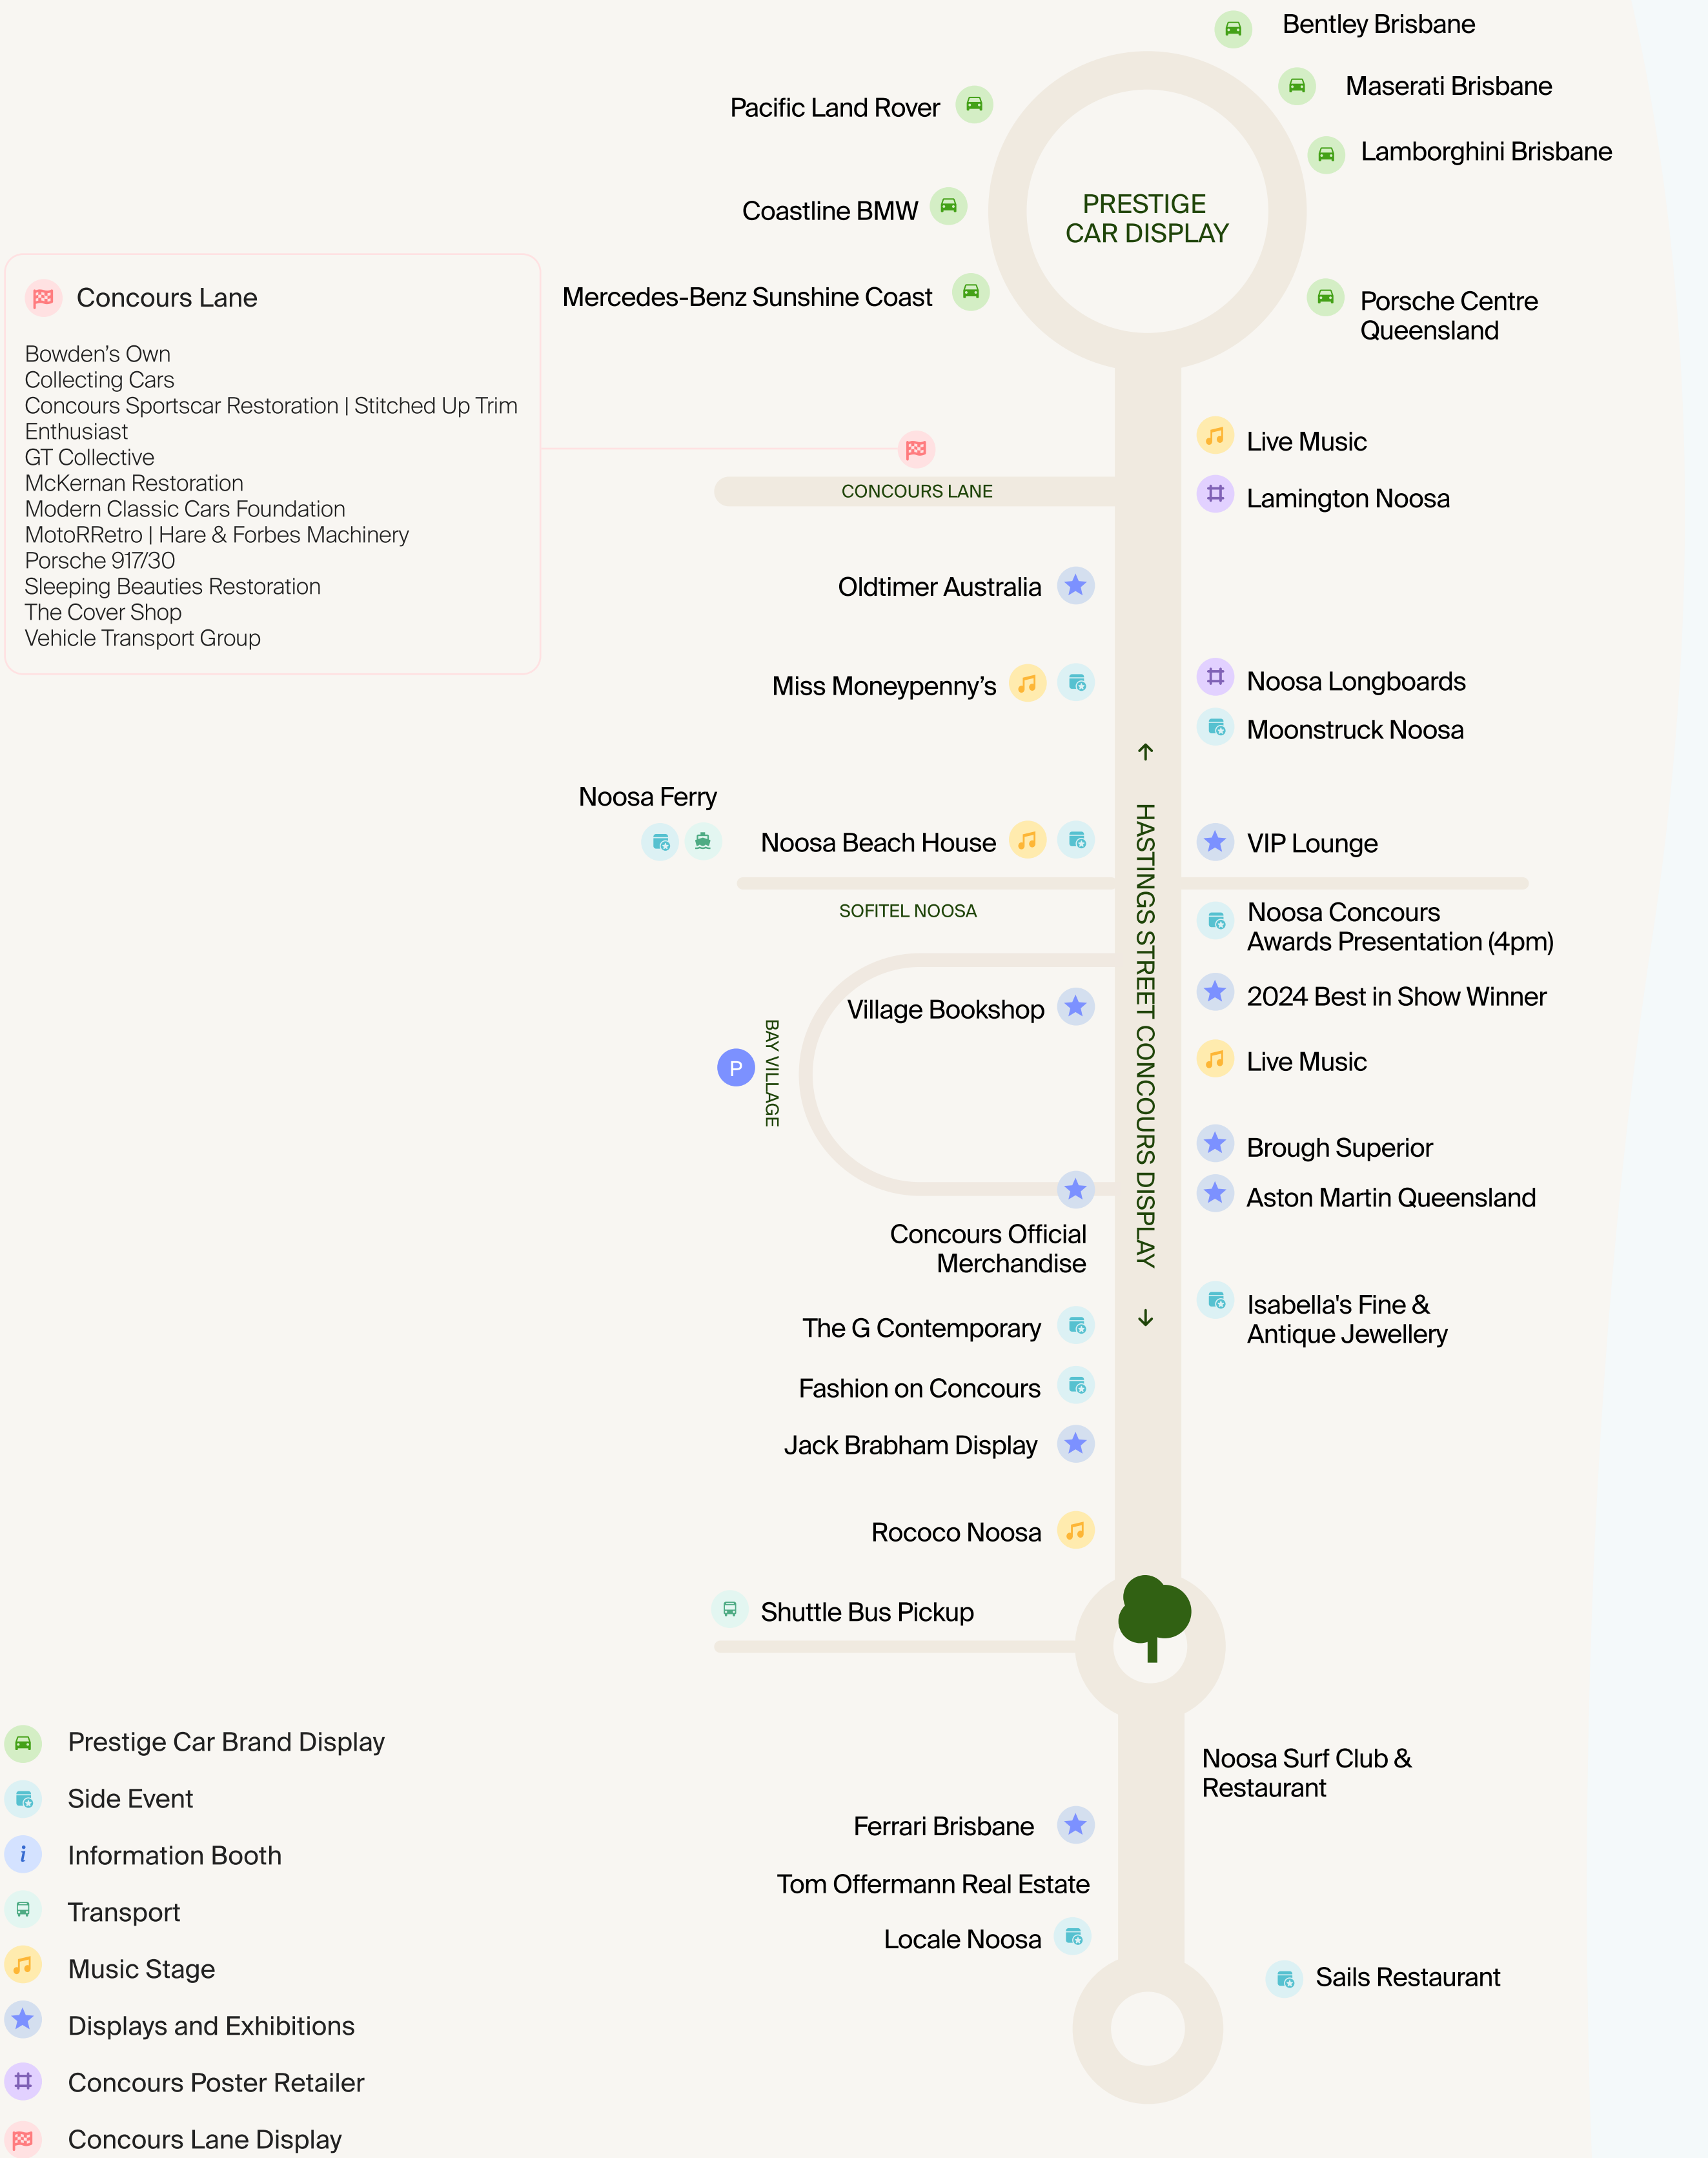 Bentley Brisbane
Maserati Brisbane
Pacific Land Rover
Lamborghini Brisbane
PRESTIGE
CAR DISPLAY
Coastline BMW
Mercedes-Benz Sunshine Coast
Porsche Centre
Queensland
Concours Lane
Bowden’s Own
Collecting Cars
Concours Sportscar Restoration | Stitched Up Trim
Enthusiast
GT Collective
McKernan Restoration
Modern Classic Cars Foundation
MotoRRetro | Hare & Forbes Machinery
Porsche 917/30
Sleeping Beauties Restoration
The Cover Shop
Vehicle Transport Group
Live Music
CONCOURS LANE
Lamington Noosa
Oldtimer Australia
Miss Moneypenny’s
Noosa Longboards
Moonstruck Noosa
Noosa Ferry
Noosa Beach House
VIP Lounge
HASTINGS STREET CONCOURS DISPLAY
SOFITEL NOOSA
Noosa Concours
Awards Presentation (4pm)
2024 Best in Show Winner
Village Bookshop
P
BAY VILLAGE
Live Music
Brough Superior
Aston Martin Queensland
Concours Official
Merchandise
Isabella's Fine &
Antique Jewellery
The G Contemporary
Fashion on Concours
Jack Brabham Display
Rococo Noosa
Shuttle Bus Pickup
Noosa Surf Club &
Restaurant
Ferrari Brisbane
Tom Offermann Real Estate
Locale Noosa
Sails Restaurant
Prestige Car Brand Display
Side Event
i Information Booth
Transport
Music Stage
Displays and Exhibitions
Concours Poster Retailer
Concours Lane Display